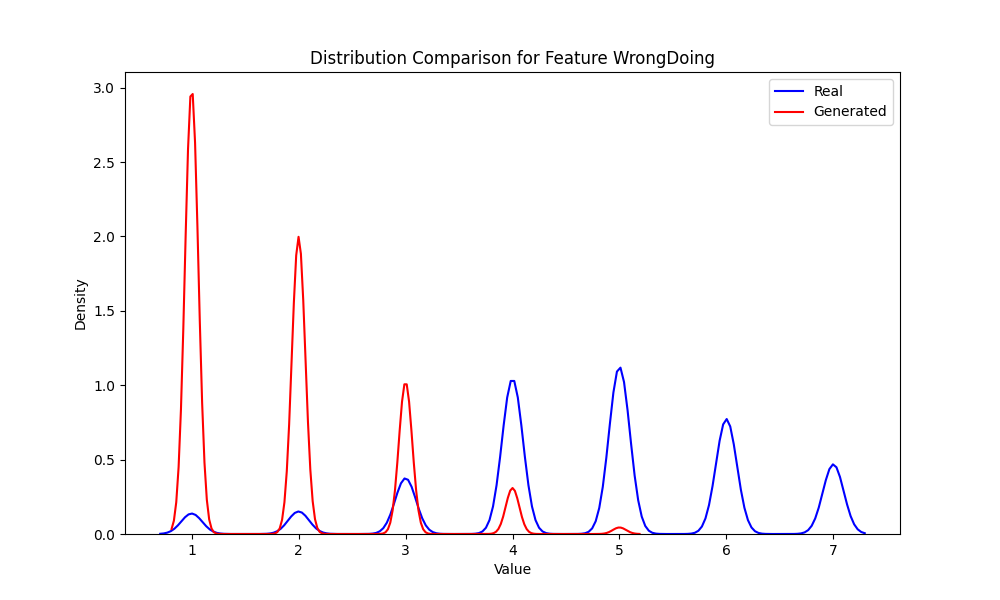 Distribution Comparison for Feature WrongDoing
Real
Generated
3.0
2.5
2.0
1.5
1.0
0.5
0.0
Density
1 2 3 4 5 6 7
Value